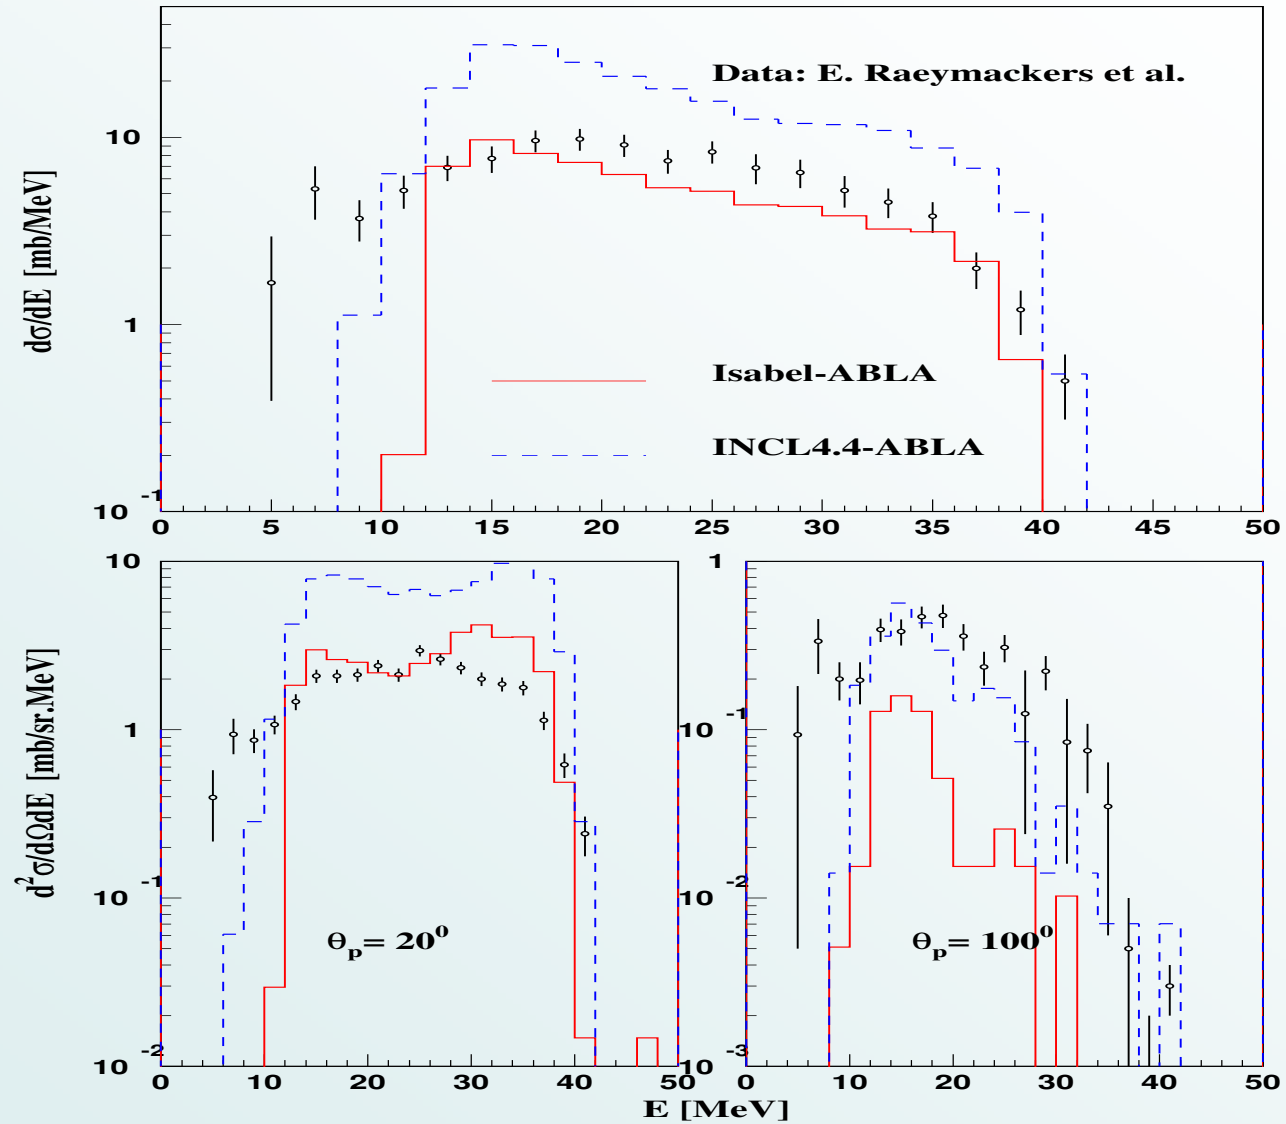 Data: E. Raeymackers et al.
dσ/dE [mb/MeV]
10
1
10 -1
Isabel-ABLA
INCL4.4-ABLA
0 5 10 15 20 25 30 35 40 45 50
d²σ/dΩdE [mb/sr.MeV]
10
1
10 -1
10 -2
θp= 20⁰
0 10 20 30 40 50
1
10 -1
10 -2
10 -3
θp= 100⁰
0 10 20 30 40 50
E [MeV]